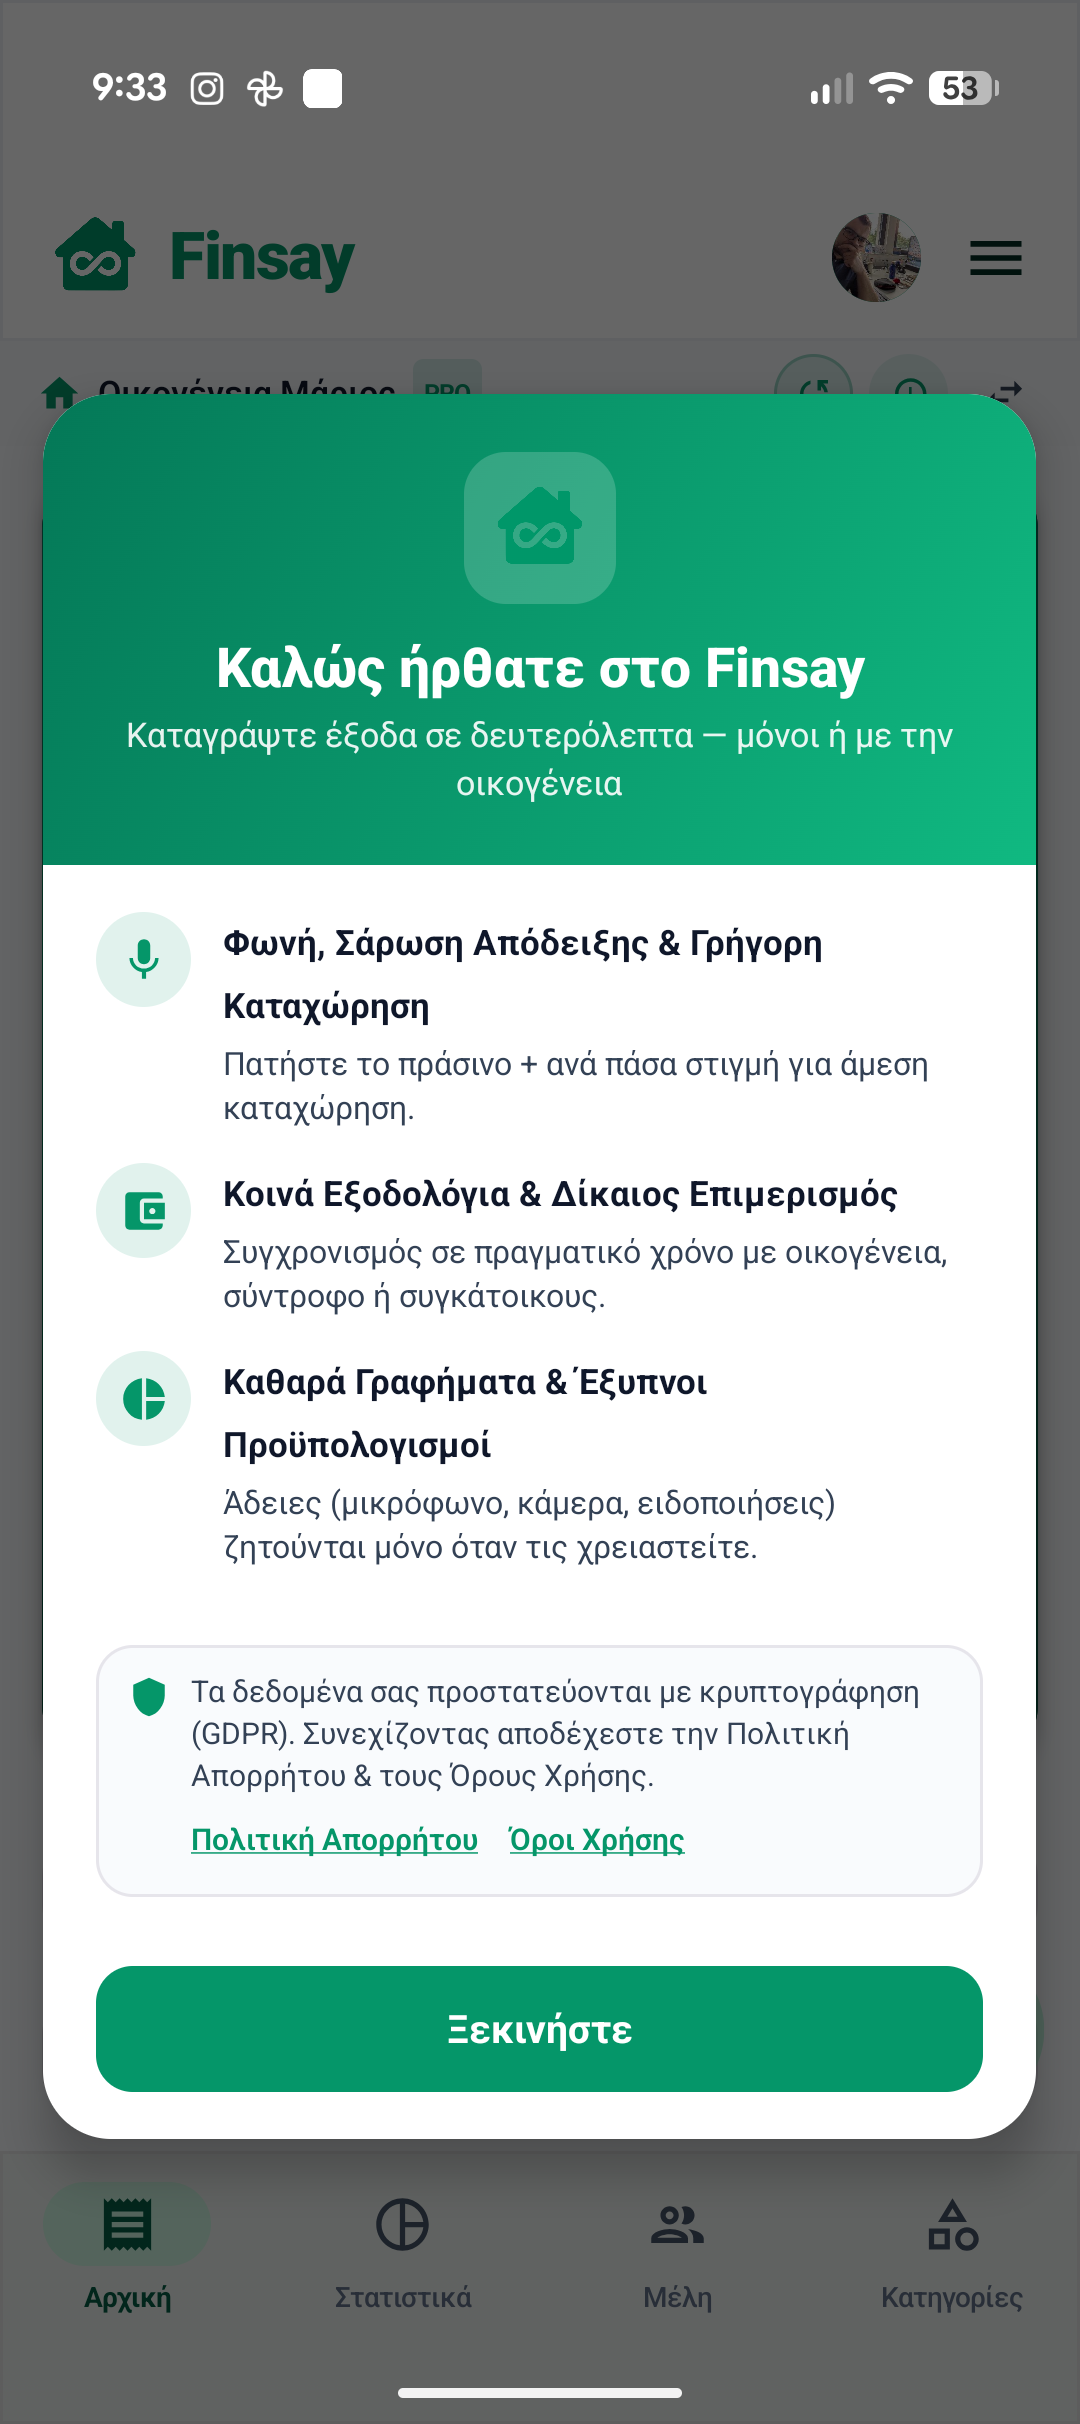 9:33
53
Finsay
Οικογένεια Μάριος PRO
Καλώς ήρθατε στο Finsay
Καταγράψτε έξοδα σε δευτερόλεπτα — μόνοι ή με την
οικογένεια
Φωνή, Σάρωση Απόδειξης & Γρήγορη
Καταχώρηση
Πατήστε το πράσινο + ανά πάσα στιγμή για άμεση
καταχώρηση.
Κοινά Εξοδολόγια & Δίκαιος Επιμερισμός
Συγχρονισμός σε πραγματικό χρόνο με οικογένεια,
σύντροφο ή συγκάτοικους.
Καθαρά Γραφήματα & Έξυπνοι
Προϋπολογισμοί
Άδειες (μικρόφωνο, κάμερα, ειδοποιήσεις)
ζητούνται μόνο όταν τις χρειαστείτε.
Τα δεδομένα σας προστατεύονται με κρυπτογράφηση
(GDPR). Συνεχίζοντας αποδέχεστε την Πολιτική
Απορρήτου & τους Όρους Χρήσης.
Πολιτική Απορρήτου Όροι Χρήσης
Ξεκινήστε
Αρχική Στατιστικά Μέλη Κατηγορίες